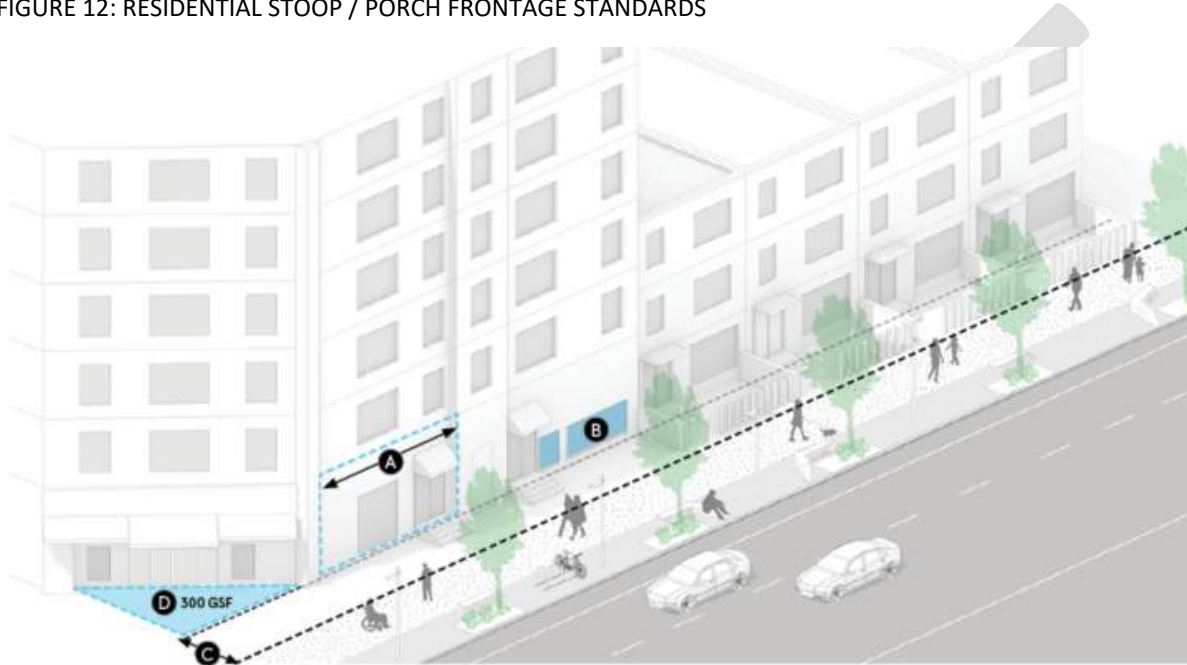 FIGURE 12: RESIDENTIAL STOOP / PORCH FRONTAGE STANDARDS
A
B
D 300 GSF
C